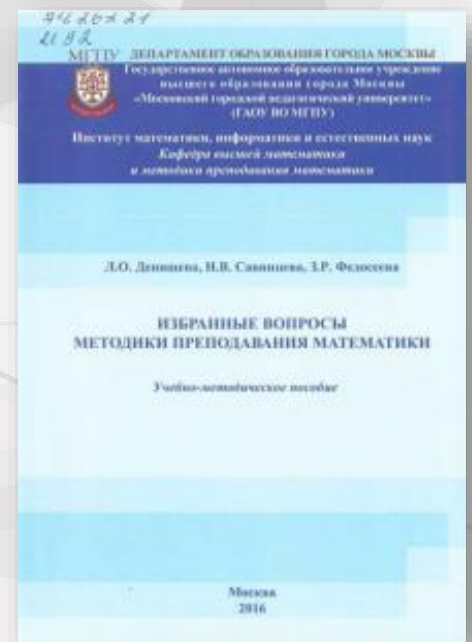 И 92
МГПУ ДЕПАРТАМЕНТ ОБРАЗОВАНИЯ ГОРОДА МОСКВЫ
Государственное автономное образовательное учреждение
высшего образования города Москвы
«Московский городской педагогический университет»
(ГАОУ ВО МГПУ)
Институт математики, информатики и естественных наук
Кафедра высшей математики
и методики преподавания математики
Л.О. Денищева, Н.В. Савинцева, З.Р. Федосеева
ИЗБРАННЫЕ ВОПРОСЫ
МЕТОДИКИ ПРЕПОДАВАНИЯ МАТЕМАТИКИ
Учебно-методическое пособие
Москва
2016